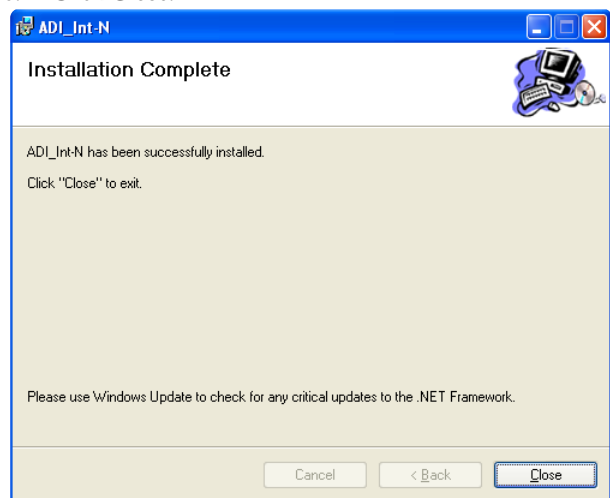 ADI_Int-N
Installation Complete
ADI_Int-N has been successfully installed.
Click "Close" to exit.
Please use Windows Update to check for any critical updates to the .NET Framework.
Cancel
< Back
Close